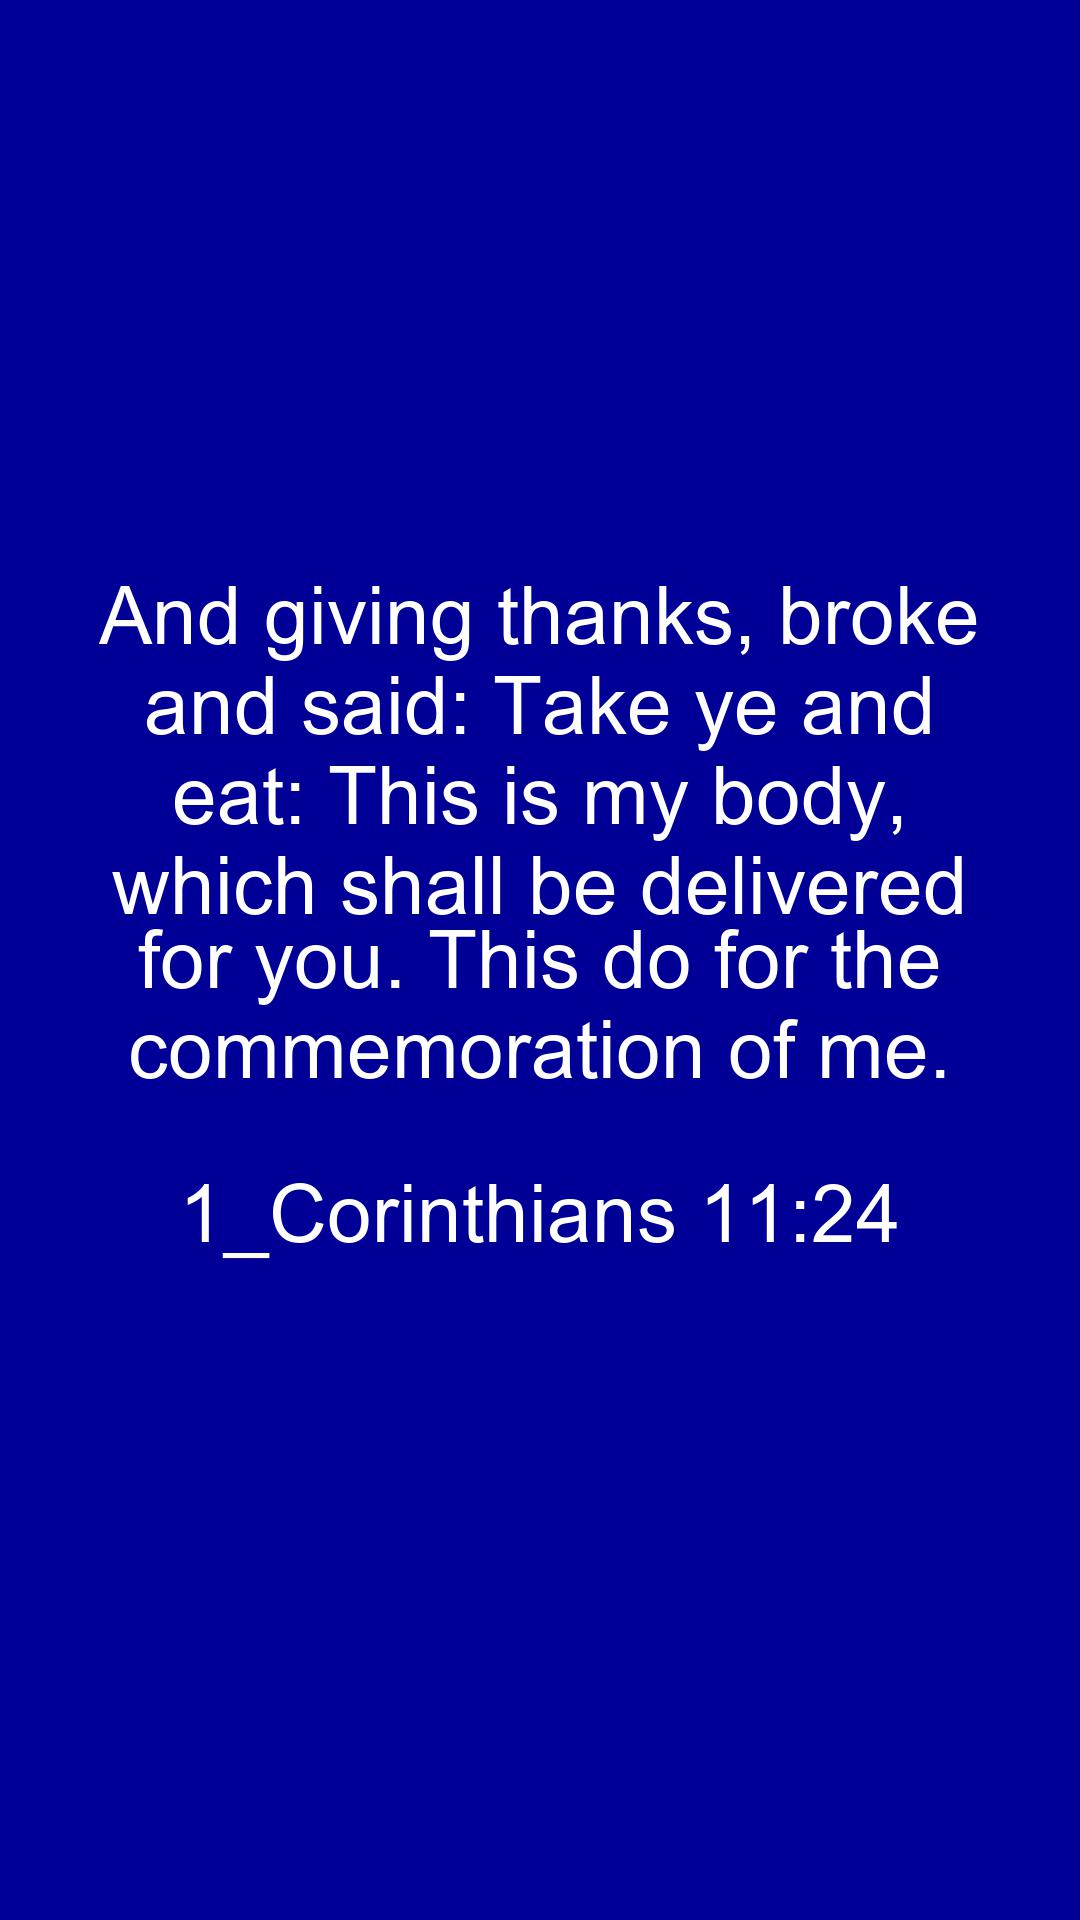 And giving thanks, broke
and said: Take ye and
eat: This is my body,
which shall be delivered
for you. This do for the
commemoration of me.
1_Corinthians 11:24